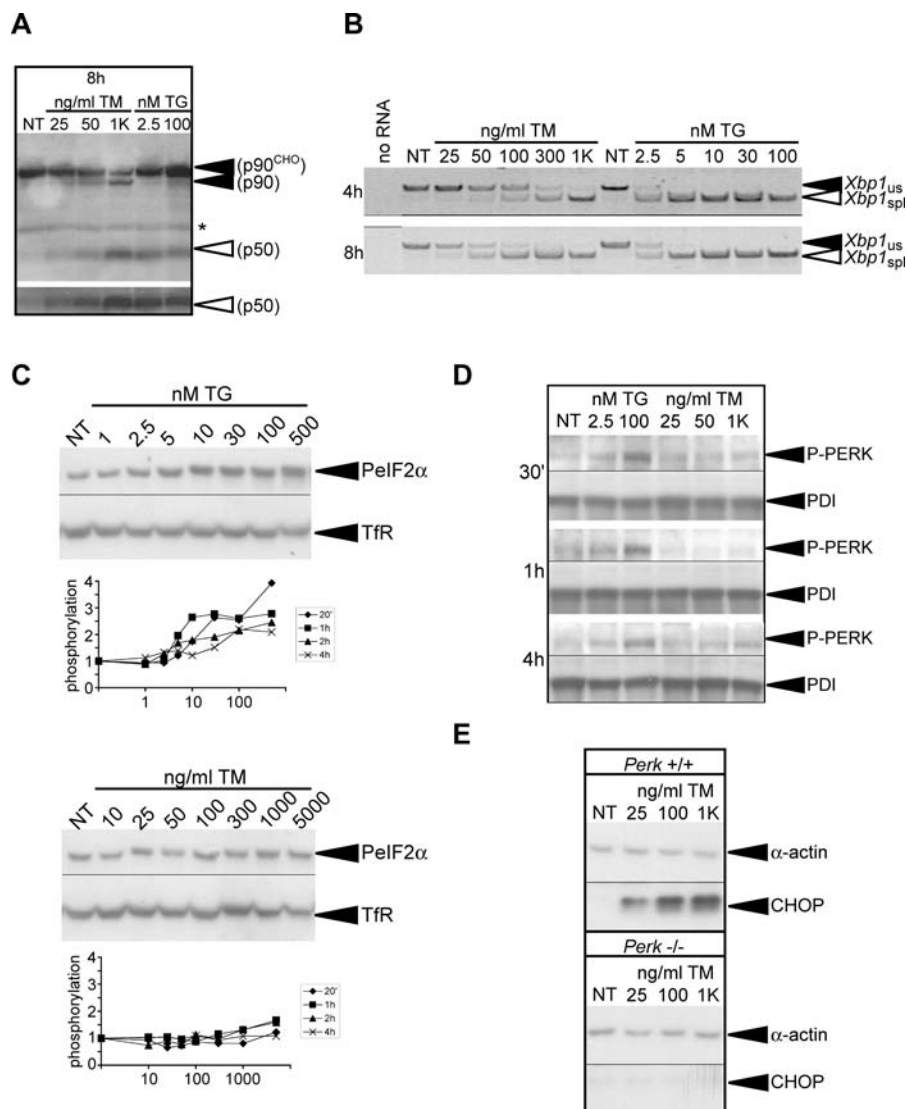 A
8h
ng/ml TM nM TG
NT 25 50 1K 2.5 100
(p90CHO)
(p90)
*
(p50)
(p50)
B
no RNA
ng/ml TM nM TG
NT 25 50 100 300 1K NT 2.5 5 10 30 100
4h
Xbp1us
Xbp1spl
8h
Xbp1us
Xbp1spl
C
nM TG
NT 1 2.5 5 10 30 100 500
PeIF2α
TfR
phosphorylation
4
3
2
1
0
1 10 100
20'
1h
2h
4h
ng/ml TM
NT 10 25 50 100 300 1000 5000
PeIF2α
TfR
phosphorylation
4
3
2
1
0
10 100 1000
20'
1h
2h
4h
D
nM TG ng/ml TM
NT 2.5 100 25 50 1K
P-PERK
30'
PDI
P-PERK
1h
PDI
P-PERK
4h
PDI
E
Perk +/+
ng/ml TM
NT 25 100 1K
α-actin
CHOP
Perk -/-
ng/ml TM
NT 25 100 1K
α-actin
CHOP